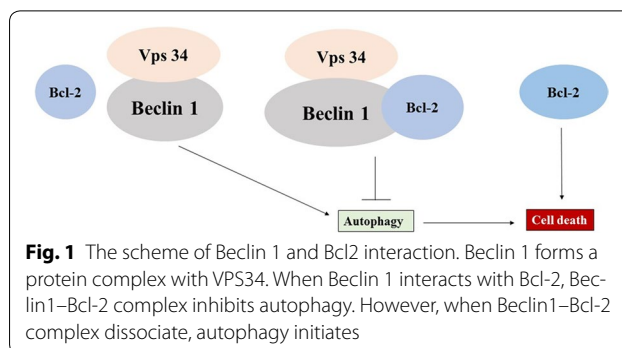 Vps 34
Vps 34
Bcl-2
Beclin 1
Beclin 1
Bcl-2
Bcl-2
Autophagy
Cell death
Fig. 1 The scheme of Beclin 1 and Bcl2 interaction. Beclin 1 forms a
protein complex with VPS34. When Beclin 1 interacts with Bcl-2, Bec-
lin1–Bcl-2 complex inhibits autophagy. However, when Beclin1–Bcl-2
complex dissociate, autophagy initiates